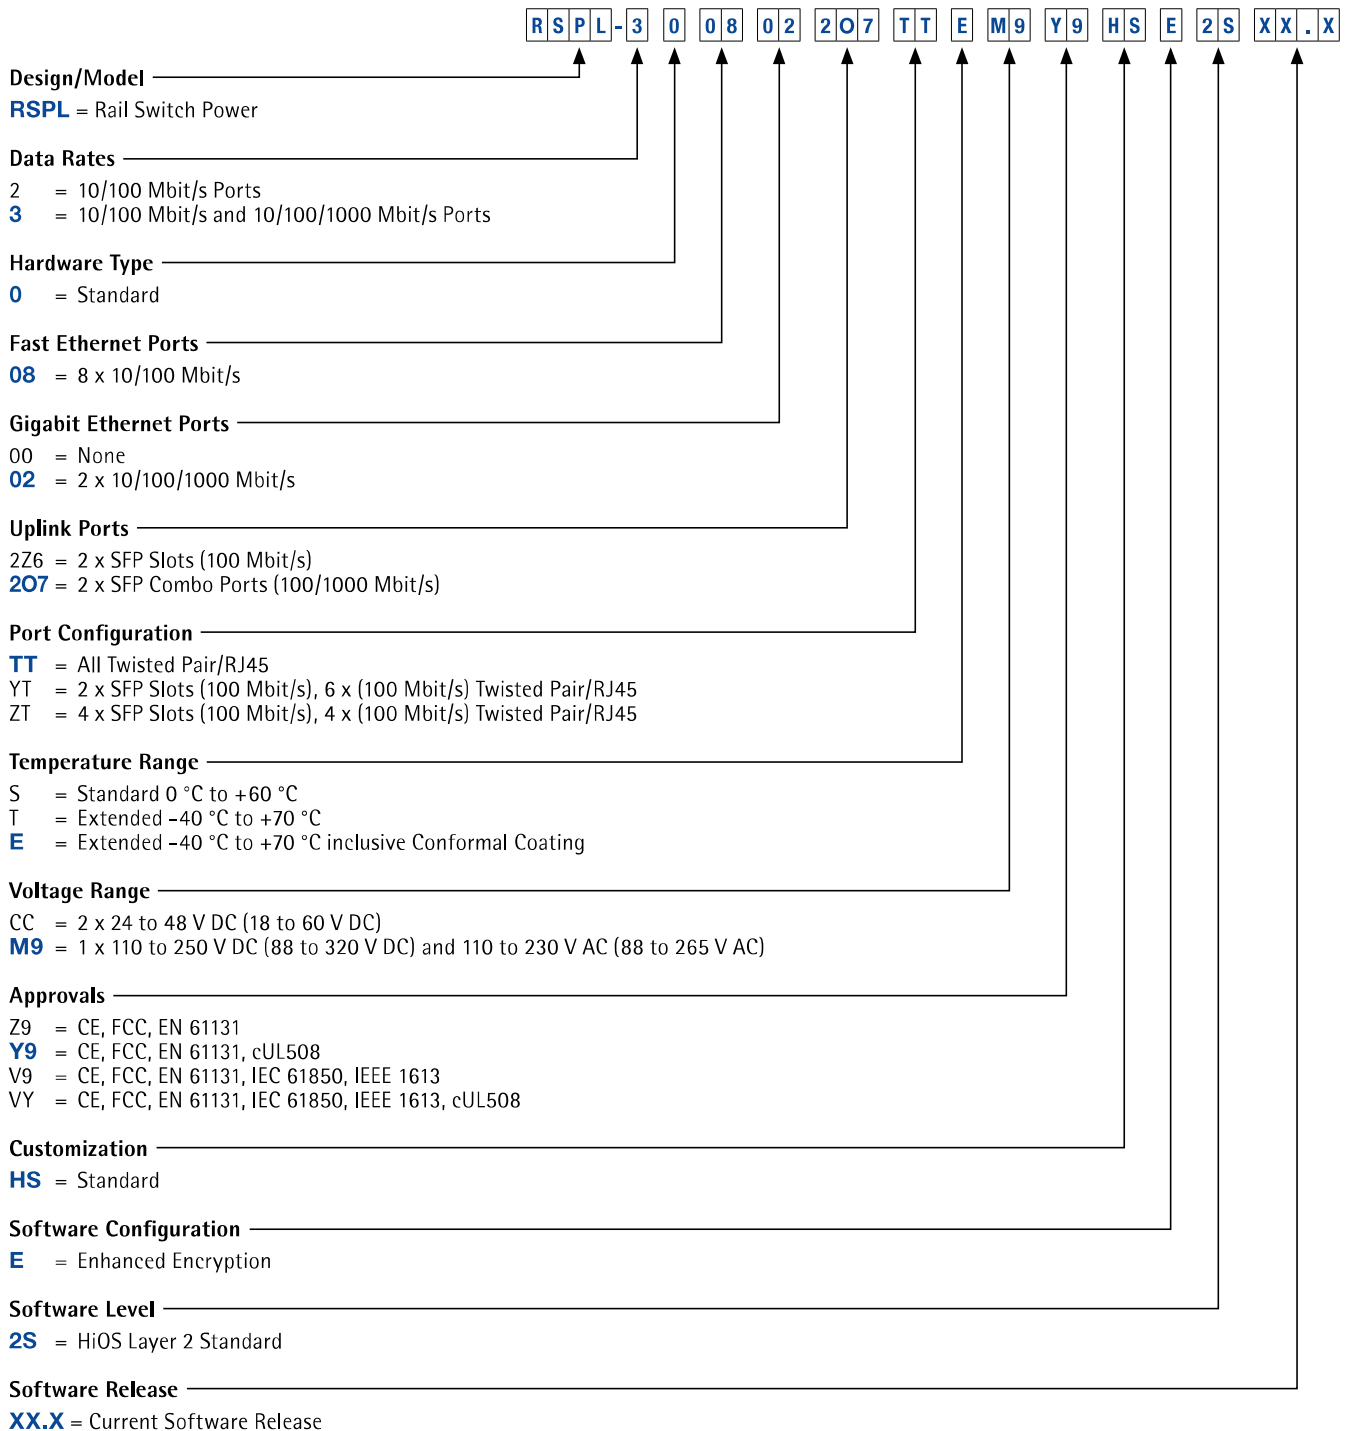 RSPL-3 0 08 02 2O7 TT E M9 Y9 HS E 2S XX.X
Design/Model
RSPL = Rail Switch Power
Data Rates
2 = 10/100 Mbit/s Ports
3 = 10/100 Mbit/s and 10/100/1000 Mbit/s Ports
Hardware Type
0 = Standard
Fast Ethernet Ports
08 = 8 x 10/100 Mbit/s
Gigabit Ethernet Ports
00 = None
02 = 2 x 10/100/1000 Mbit/s
Uplink Ports
2Z6 = 2 x SFP Slots (100 Mbit/s)
2O7 = 2 x SFP Combo Ports (100/1000 Mbit/s)
Port Configuration
TT = All Twisted Pair/RJ45
YT = 2 x SFP Slots (100 Mbit/s), 6 x (100 Mbit/s) Twisted Pair/RJ45
ZT = 4 x SFP Slots (100 Mbit/s), 4 x (100 Mbit/s) Twisted Pair/RJ45
Temperature Range
S = Standard 0 °C to +60 °C
T = Extended -40 °C to +70 °C
E = Extended -40 °C to +70 °C inclusive Conformal Coating
Voltage Range
CC = 2 x 24 to 48 V DC (18 to 60 V DC)
M9 = 1 x 110 to 250 V DC (88 to 320 V DC) and 110 to 230 V AC (88 to 265 V AC)
Approvals
Z9 = CE, FCC, EN 61131
Y9 = CE, FCC, EN 61131, cUL508
V9 = CE, FCC, EN 61131, IEC 61850, IEEE 1613
VY = CE, FCC, EN 61131, IEC 61850, IEEE 1613, cUL508
Customization
HS = Standard
Software Configuration
E = Enhanced Encryption
Software Level
2S = HiOS Layer 2 Standard
Software Release
XX.X = Current Software Release